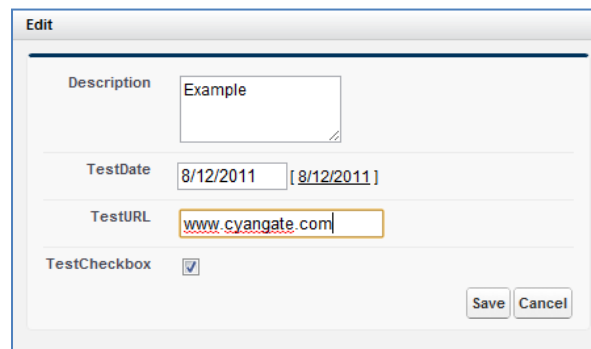 Edit
Description
Example
TestDate
8/12/2011 [ 8/12/2011 ]
TestURL
www.cyangate.com
TestCheckbox
Save Cancel